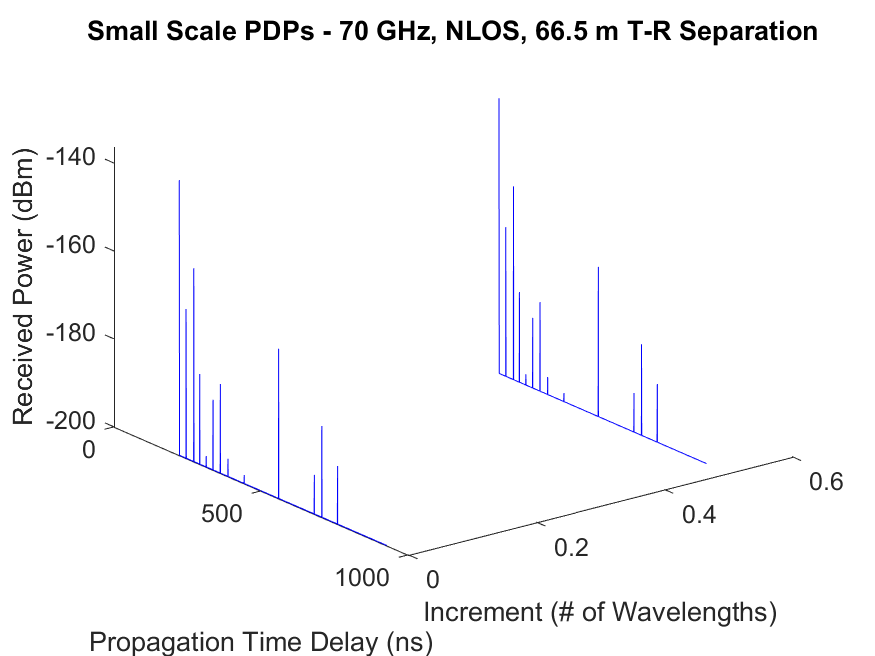 Small Scale PDPs - 70 GHz, NLOS, 66.5 m T-R Separation
Received Power (dBm)
-140
-160
-180
-200
0
500
1000
Propagation Time Delay (ns)
0
0.2
0.4
0.6
Increment (# of Wavelengths)